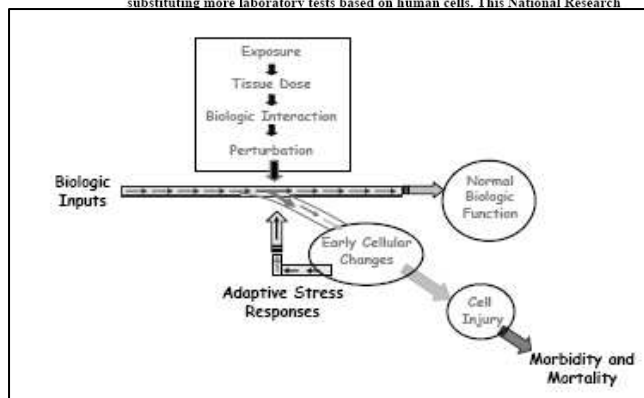 substituting more laboratory tests based on human cells. This National Research
Exposure
Tissue Dose
Biologic Interaction
Perturbation
Biologic
Inputs
Normal
Biologic
Function
Early Cellular
Changes
Adaptive Stress
Responses
Cell
Injury
Morbidity and
Mortality